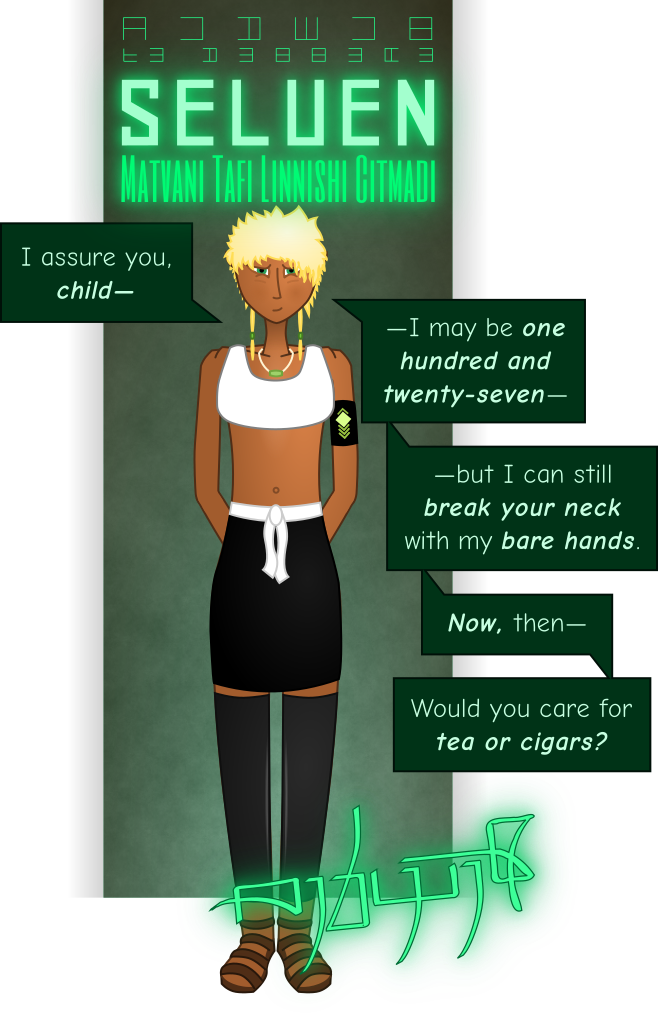 SELUEN
MATVANI TAFI LINNISHI CITMADI
I assure you,
child—
—I may be one
hundred and
twenty-seven—
—but I can still
break your neck
with my bare hands.
Now, then—
Would you care for
tea or cigars?